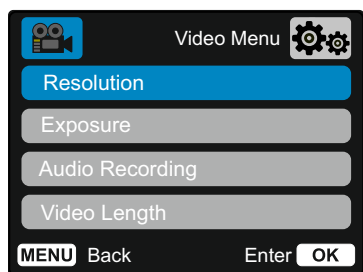 Video Menu
Resolution
Exposure
Audio Recording
Video Length
MENU Back Enter OK